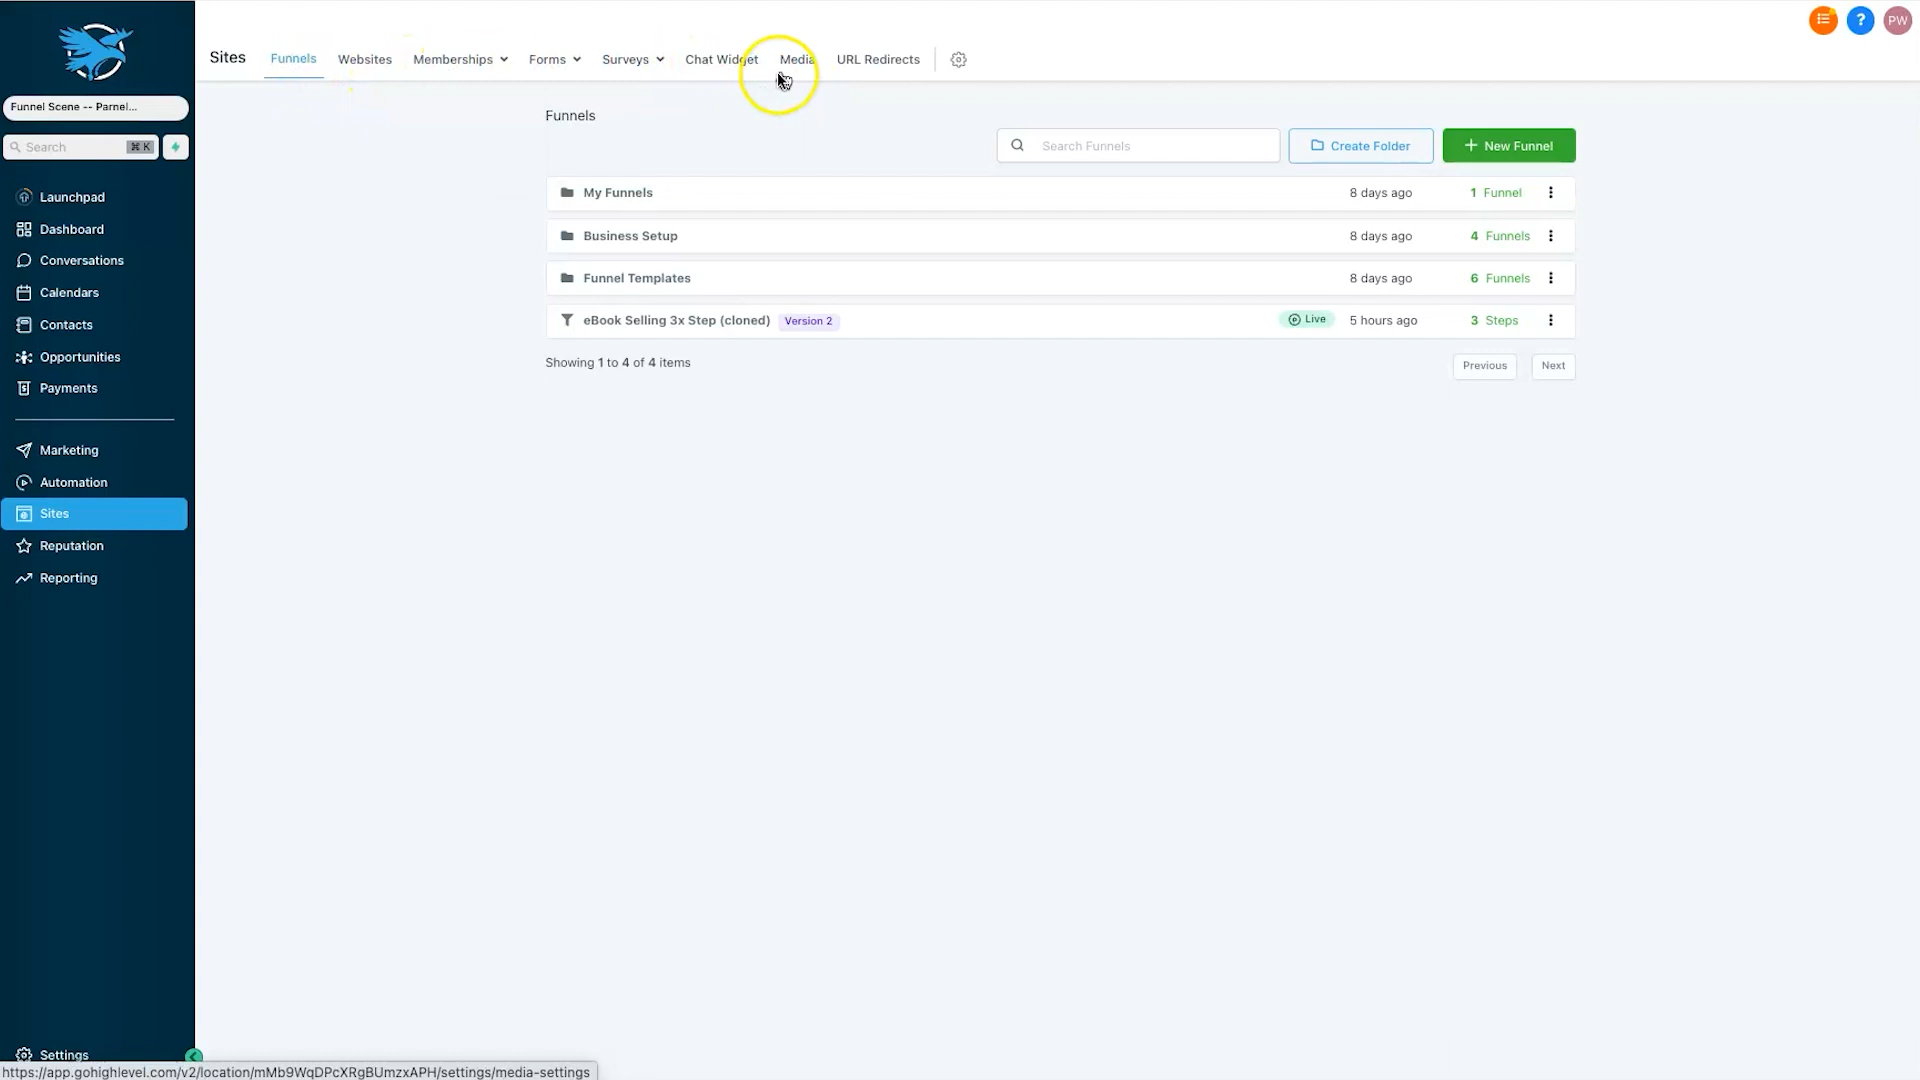 PW
Sites
Funnels
Websites
Memberships
Forms
Surveys
Chat Widget
Media
URL Redirects
Funnel Scene -- Parnel...
Search
⌘ K
Launchpad
Dashboard
Conversations
Calendars
Contacts
Opportunities
Payments
Marketing
Automation
Sites
Reputation
Reporting
Settings
Funnels
Search Funnels
Create Folder
+ New Funnel
My Funnels 8 days ago 1 Funnel
Business Setup 8 days ago 4 Funnels
Funnel Templates 8 days ago 6 Funnels
eBook Selling 3x Step (cloned) Version 2 Live 5 hours ago 3 Steps
Showing 1 to 4 of 4 items
Previous
Next
https://app.gohighlevel.com/v2/location/mMb9WqDPcXRgBUmzxAPH/settings/media-settings